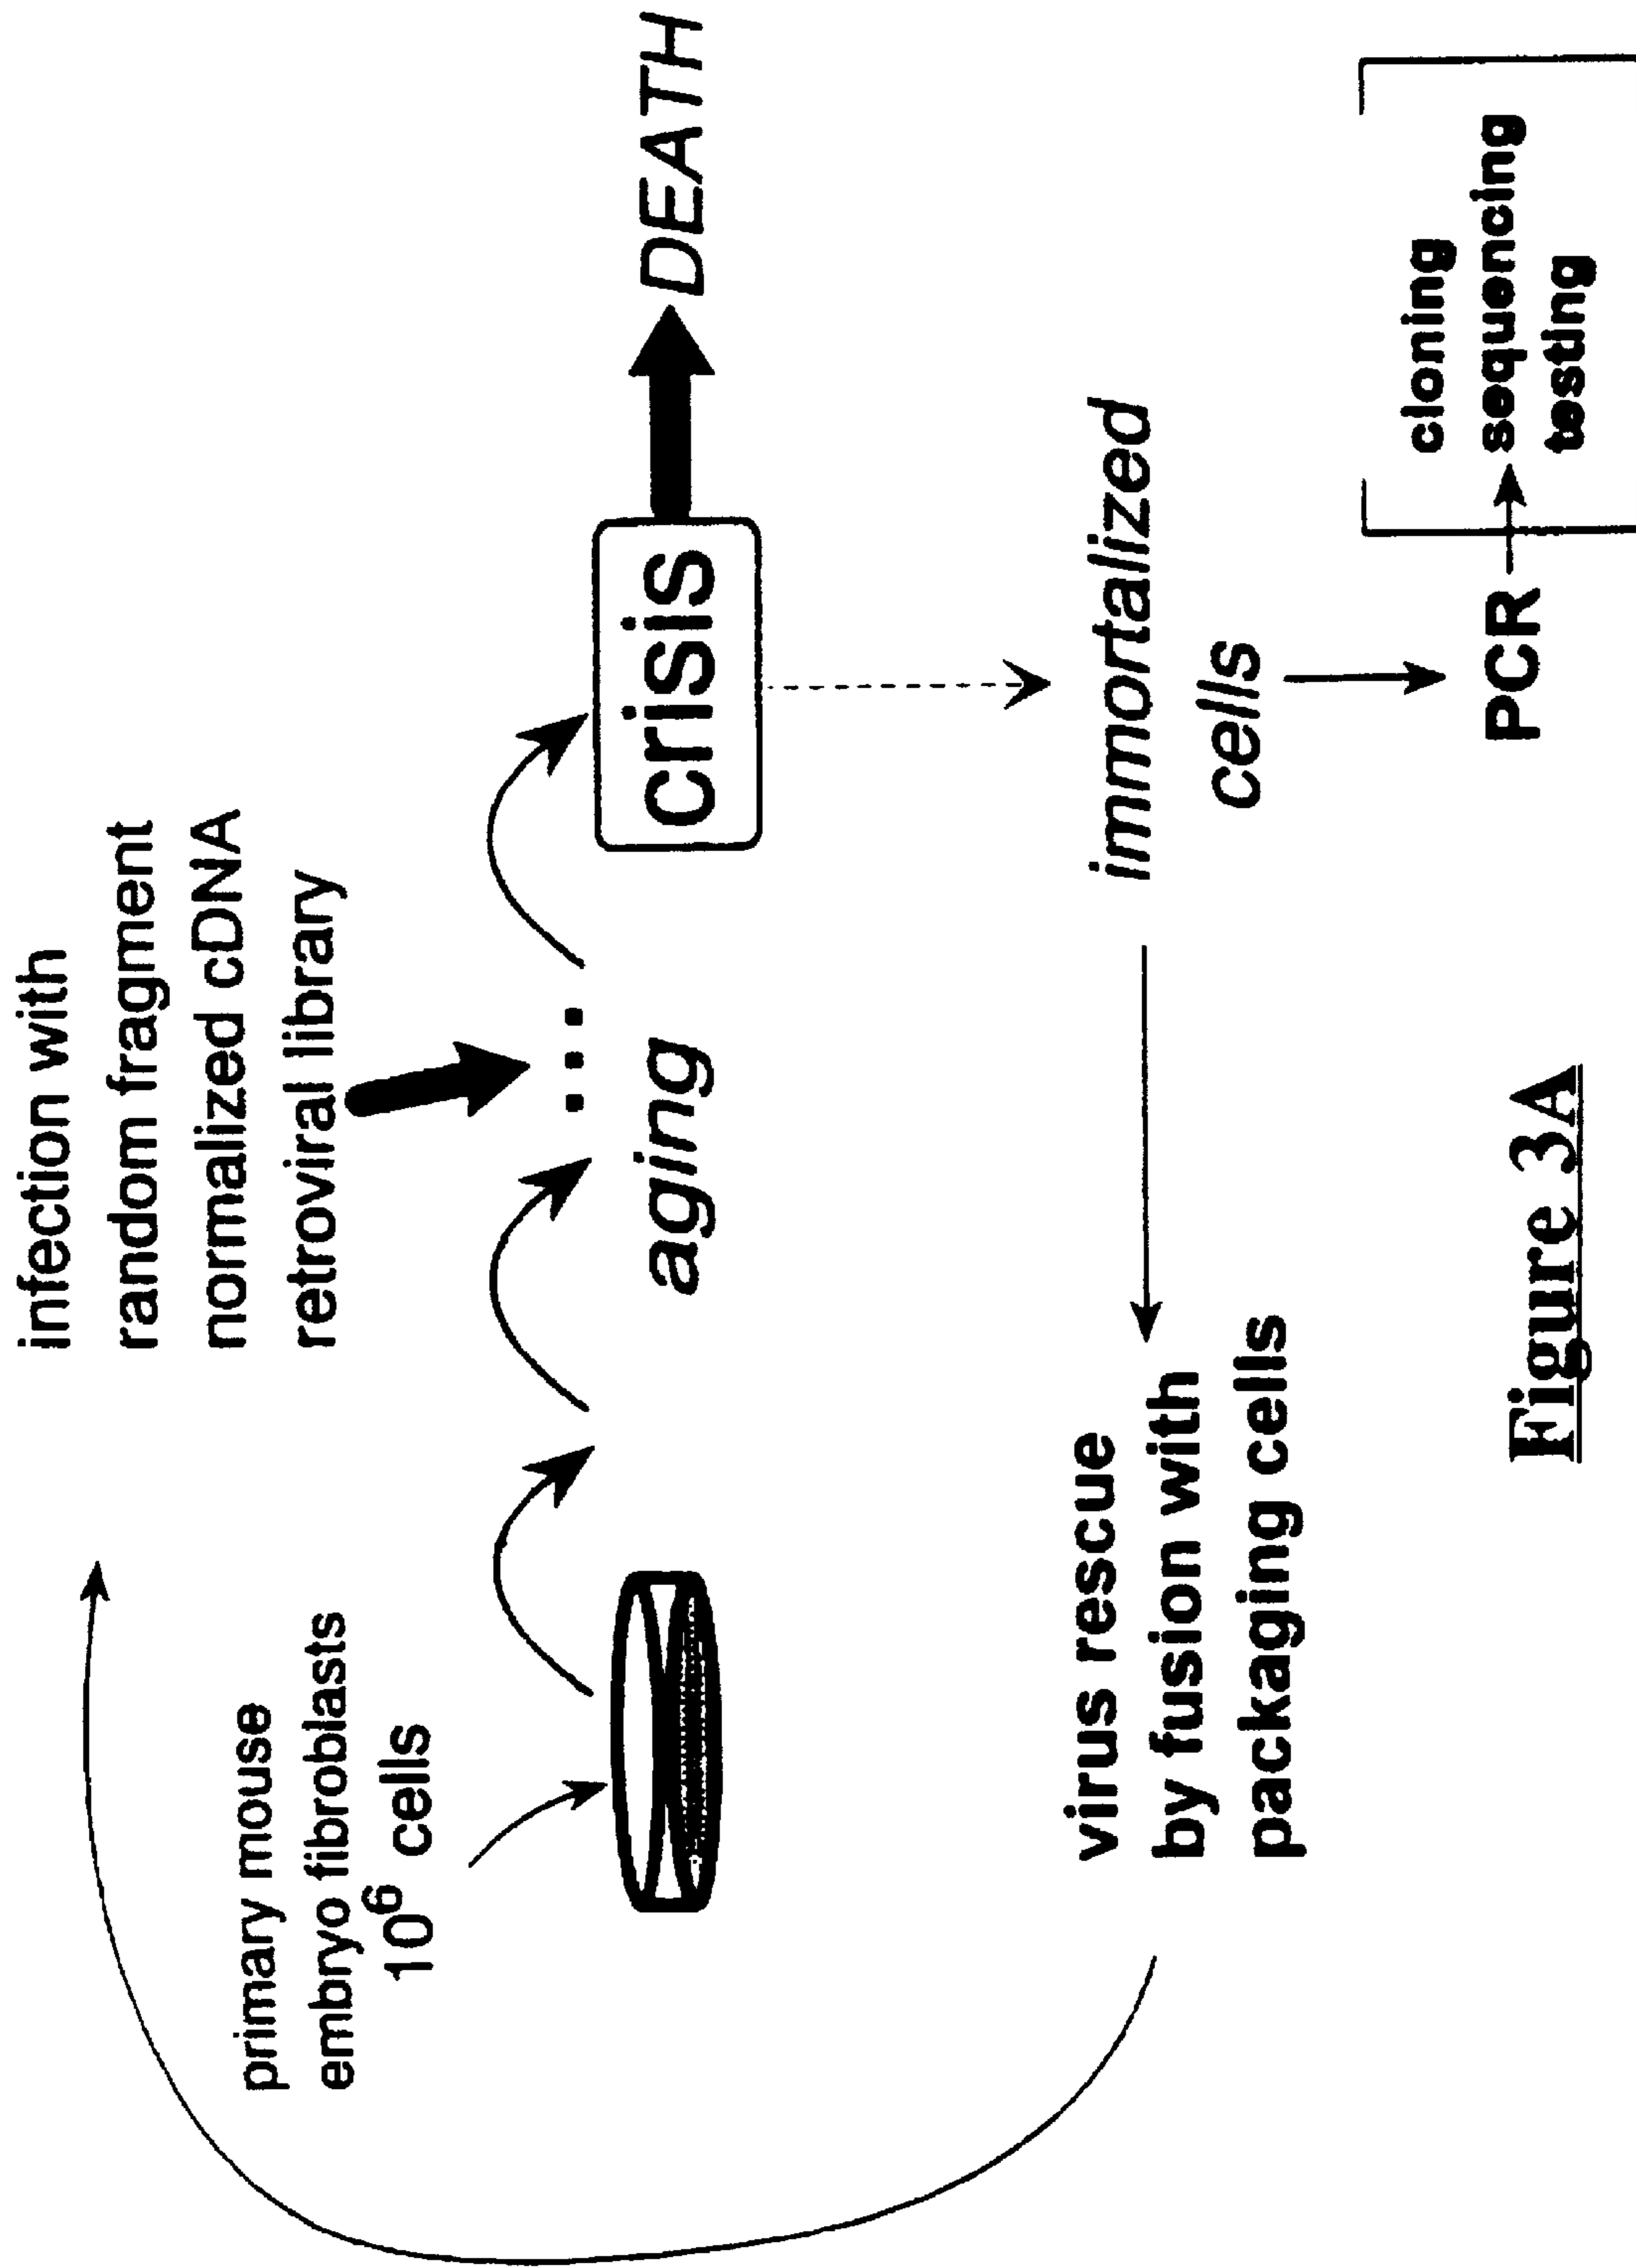 infection with
random fragment
normalized cDNA
retroviral library
primary mouse
embryo fibroblasts
10⁶ cells
aging
...
crisis
DEATH
immortalized
cells
virus rescue
by fusion with
packaging cells
PCR
cloning
sequencing
testing
Figure 3A